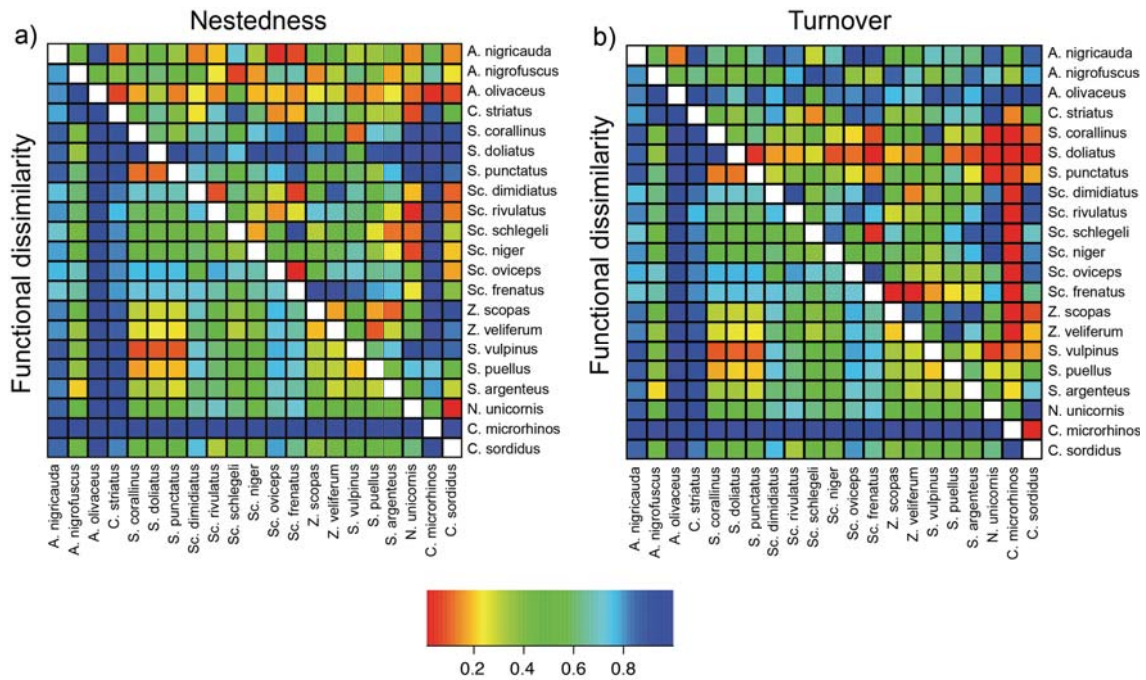 Nestedness
Turnover
a)
b)
Functional dissimilarity
A. nigricauda
A. nigrofuscus
A. olivaceus
C. striatus
S. corallinus
S. doliatus
S. punctatus
Sc. dimidiatus
Sc. rivulatus
Sc. schlegeli
Sc. niger
Sc. oviceps
Sc. frenatus
Z. scopas
Z. veliferum
S. vulpinus
S. puellus
S. argenteus
N. unicornis
C. microrhinos
C. sordidus
A. nigricauda
A. nigrofuscus
A. olivaceus
C. striatus
S. corallinus
S. doliatus
S. punctatus
Sc. dimidiatus
Sc. rivulatus
Sc. schlegeli
Sc. niger
Sc. oviceps
Sc. frenatus
Z. scopas
Z. veliferum
S. vulpinus
S. puellus
S. argenteus
N. unicornis
C. microrhinos
C. sordidus
Functional dissimilarity
A. nigricauda
A. nigrofuscus
A. olivaceus
C. striatus
S. corallinus
S. doliatus
S. punctatus
Sc. dimidiatus
Sc. rivulatus
Sc. schlegeli
Sc. niger
Sc. oviceps
Sc. frenatus
Z. scopas
Z. veliferum
S. vulpinus
S. puellus
S. argenteus
N. unicornis
C. microrhinos
C. sordidus
A. nigricauda
A. nigrofuscus
A. olivaceus
C. striatus
S. corallinus
S. doliatus
S. punctatus
Sc. dimidiatus
Sc. rivulatus
Sc. schlegeli
Sc. niger
Sc. oviceps
Sc. frenatus
Z. scopas
Z. veliferum
S. vulpinus
S. puellus
S. argenteus
N. unicornis
C. microrhinos
C. sordidus
0.2 0.4 0.6 0.8